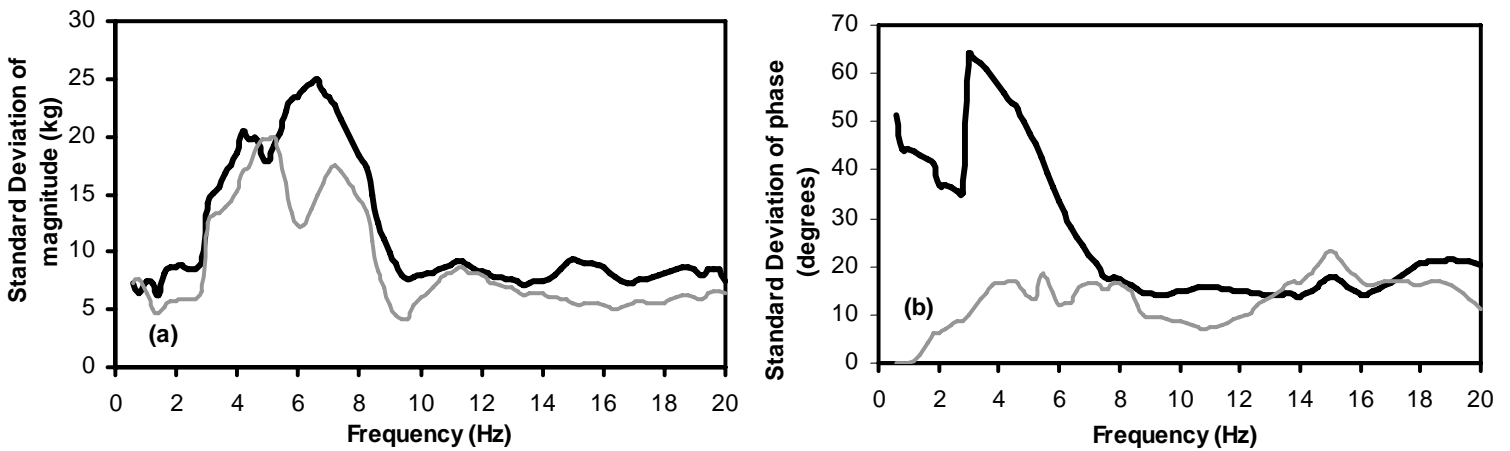 30
25
20
15
10
5
0
Standard Deviation of
magnitude (kg)
(a)
0 2 4 6 8 10 12 14 16 18 20
Frequency (Hz)
70
60
50
40
30
20
10
0
Standard Deviation of phase
(degrees)
(b)
0 2 4 6 8 10 12 14 16 18 20
Frequency (Hz)